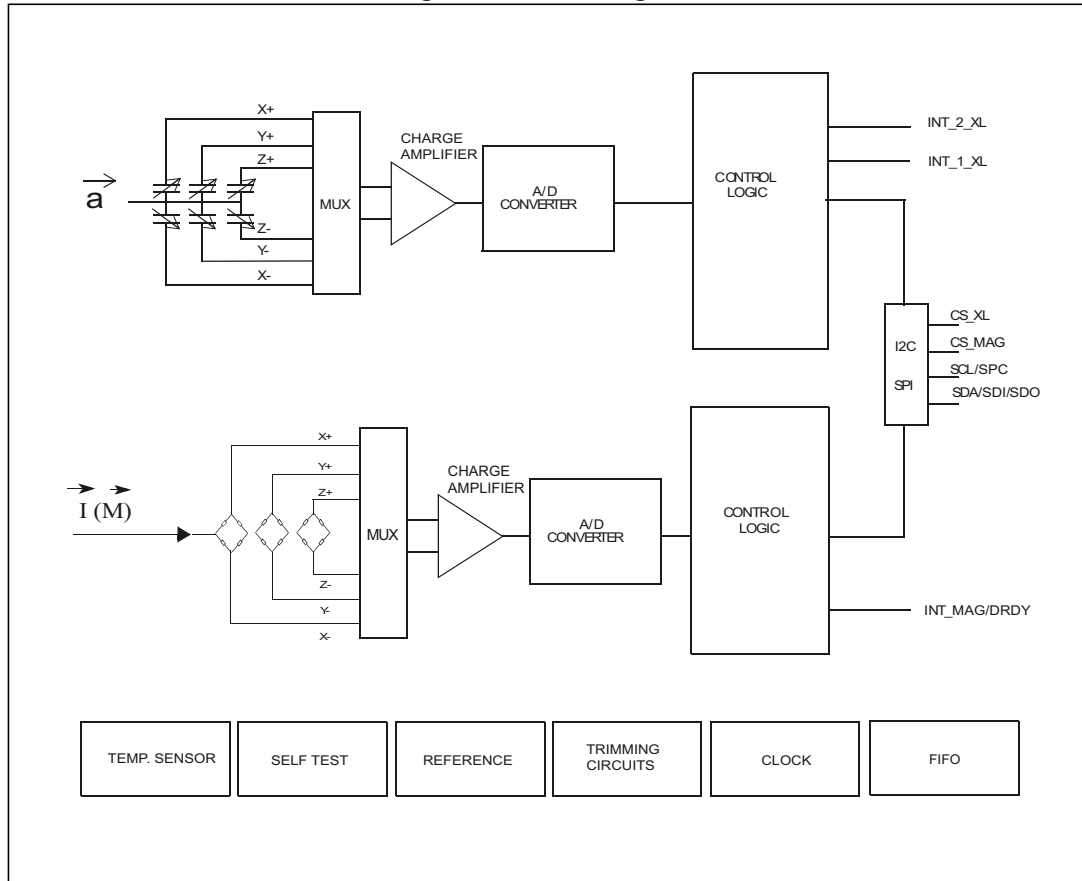 X+
Y+
Z+
a
Z-
Y-
X-
MUX
CHARGE
AMPLIFIER
A/D
CONVERTER
CONTROL
LOGIC
INT_2_XL
INT_1_XL
I2C
SPI
CS_XL
CS_MAG
SCL/SPC
SDA/SDI/SDO
X+
Y+
Z+
I (M)
Z-
Y-
X-
MUX
CHARGE
AMPLIFIER
A/D
CONVERTER
CONTROL
LOGIC
INT_MAG/DRDY
TEMP. SENSOR
SELF TEST
REFERENCE
TRIMMING
CIRCUITS
CLOCK
FIFO